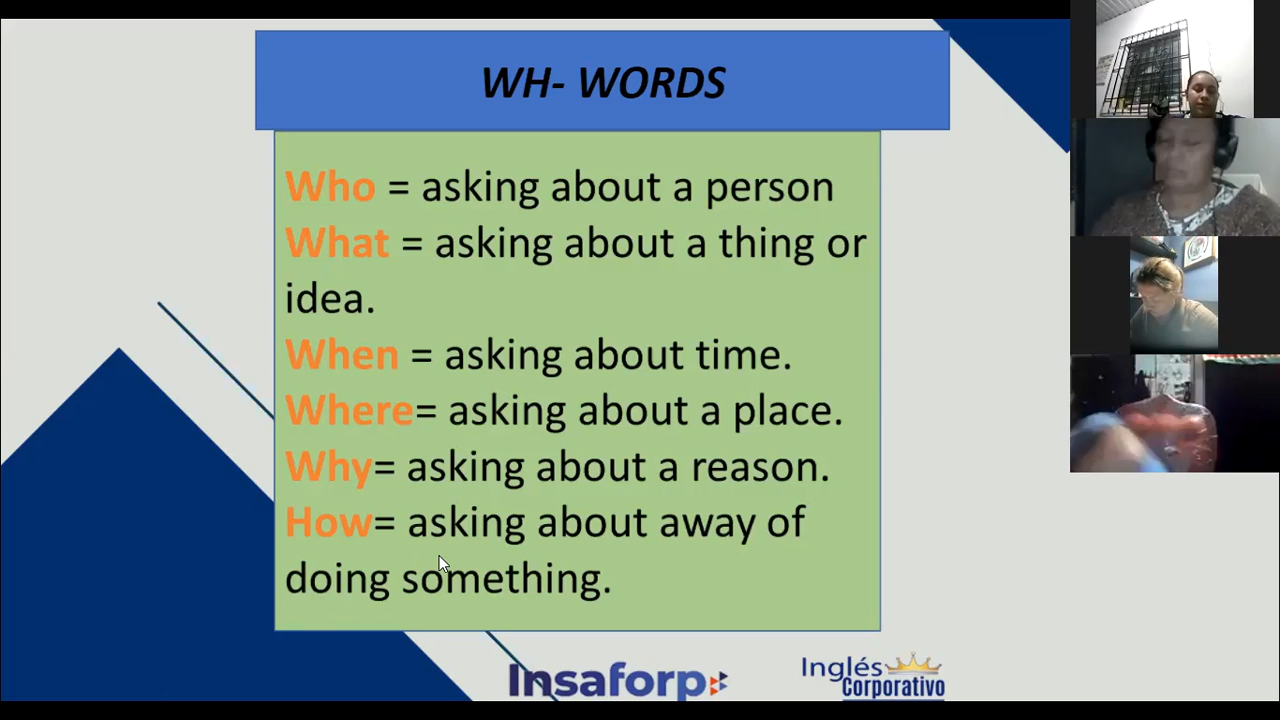 WH- WORDS
Who = asking about a person
What = asking about a thing or
idea.
When = asking about time.
Where= asking about a place.
Why= asking about a reason.
How= asking about away of
doing something.
Insaforp
Inglés
Corporativo